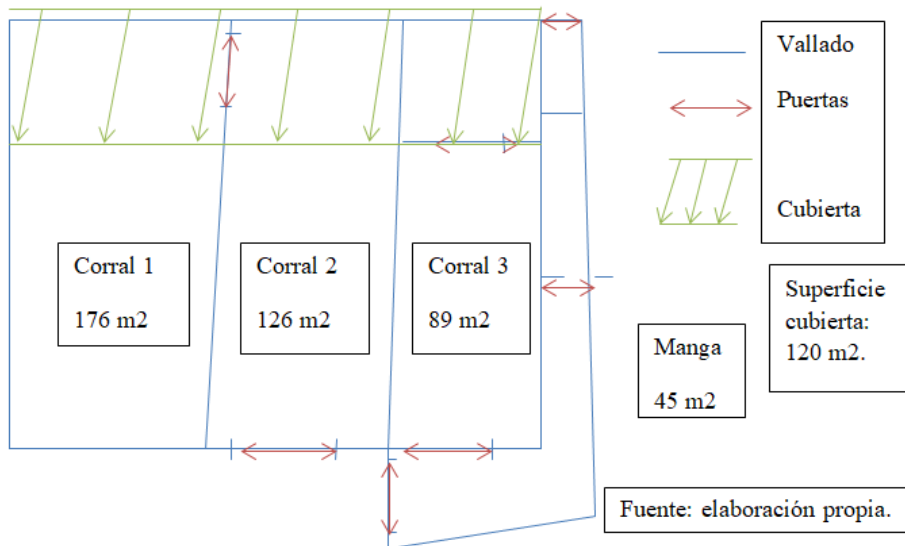 Vallado
Puertas
Cubierta
Corral 1
176 m2
Corral 2
126 m2
Corral 3
89 m2
Superficie
cubierta:
120 m2.
Manga
45 m2
Fuente: elaboración propia.